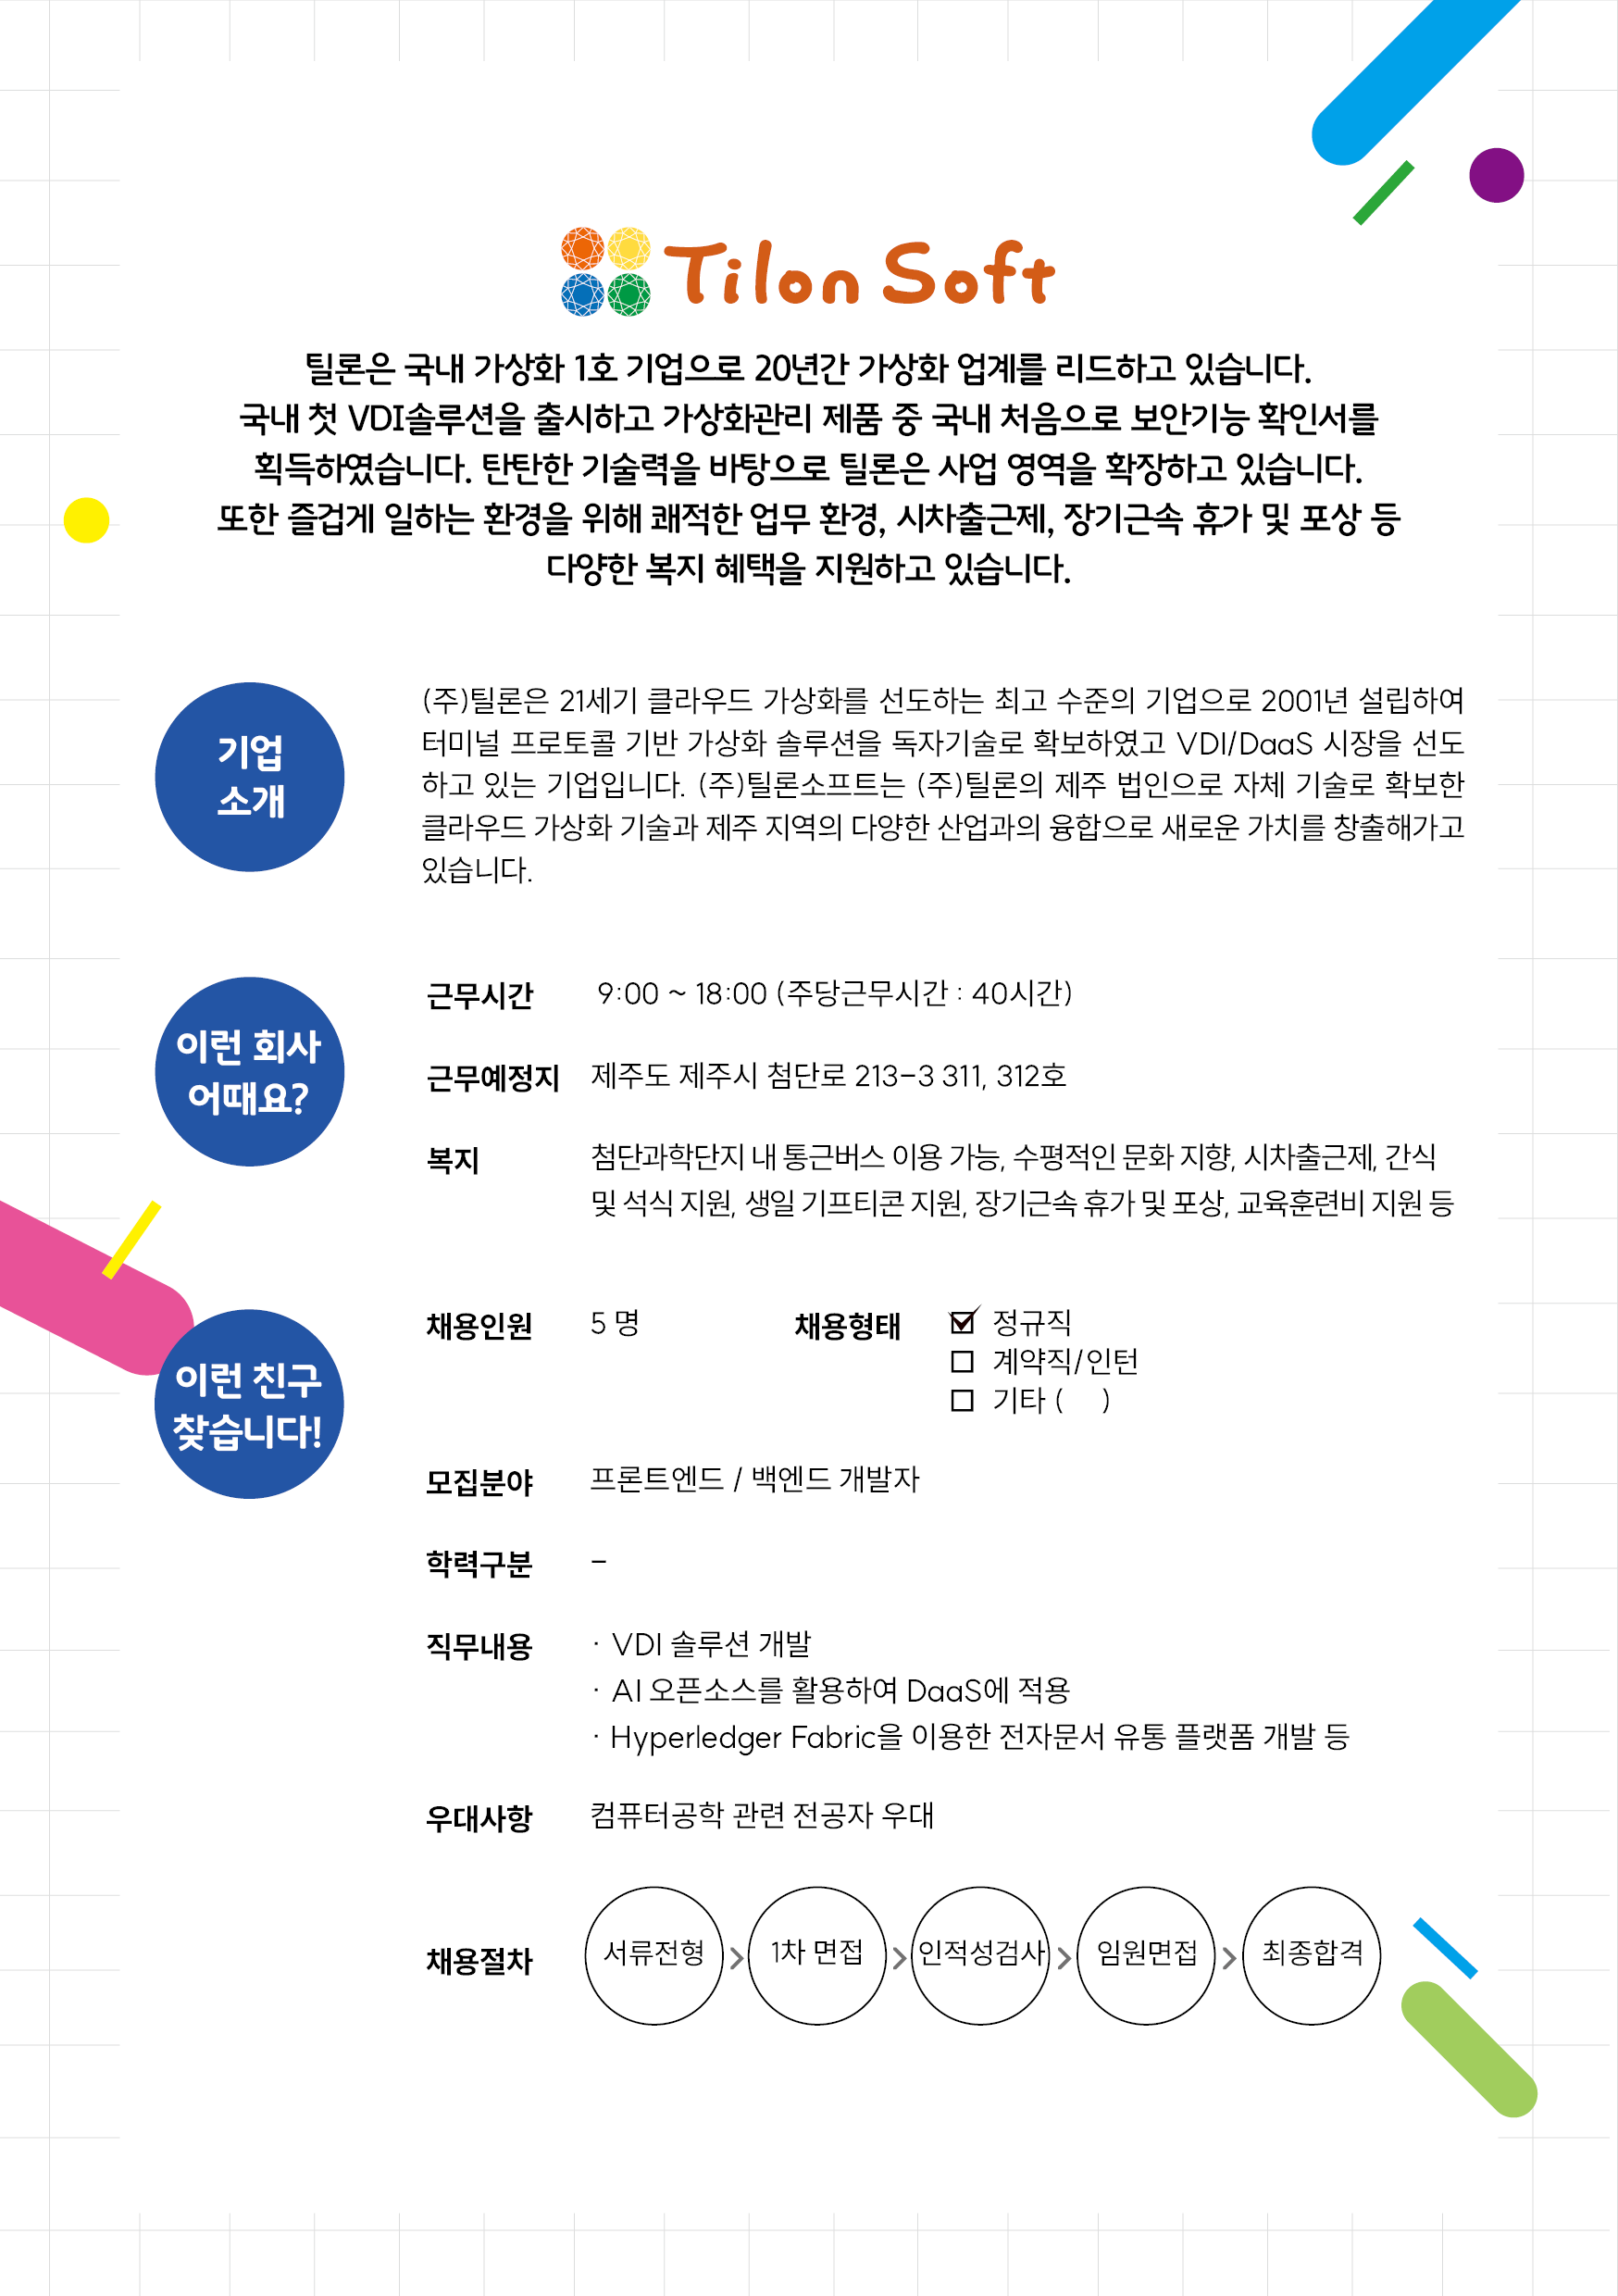 Tilon Soft
틸론은 국내 가상화 1호 기업으로 20년간 가상화 업계를 리드하고 있습니다.
국내 첫 VDI솔루션을 출시하고 가상화관리 제품 중 국내 처음으로 보안기능 확인서를
획득하였습니다. 탄탄한 기술력을 바탕으로 틸론은 사업 영역을 확장하고 있습니다.
또한 즐겁게 일하는 환경을 위해 쾌적한 업무 환경, 시차출근제, 장기근속 휴가 및 포상 등
다양한 복지 혜택을 지원하고 있습니다.
기업
소개
(주)틸론은 21세기 클라우드 가상화를 선도하는 최고 수준의 기업으로 2001년 설립하여
터미널 프로토콜 기반 가상화 솔루션을 독자기술로 확보하였고 VDI/DaaS 시장을 선도
하고 있는 기업입니다. (주)틸론소프트는 (주)틸론의 제주 법인으로 자체 기술로 확보한
클라우드 가상화 기술과 제주 지역의 다양한 산업과의 융합으로 새로운 가치를 창출해가고
있습니다.
이런 회사
어때요?
근무시간 9:00 ~ 18:00 (주당근무시간 : 40시간)
근무예정지 제주도 제주시 첨단로 213-3 311, 312호
복지 첨단과학단지 내 통근버스 이용 가능, 수평적인 문화 지향, 시차출근제, 간식
및 석식 지원, 생일 기프티콘 지원, 장기근속 휴가 및 포상, 교육훈련비 지원 등
이런 친구
찾습니다!
채용인원 5 명 채용형태 ☑ 정규직
☐ 계약직/인턴
☐ 기타 ( )
모집분야 프론트엔드 / 백엔드 개발자
학력구분 -
직무내용 · VDI 솔루션 개발
· AI 오픈소스를 활용하여 DaaS에 적용
· Hyperledger Fabric을 이용한 전자문서 유통 플랫폼 개발 등
우대사항 컴퓨터공학 관련 전공자 우대
채용절차 서류전형 > 1차 면접 > 인적성검사 > 임원면접 > 최종합격